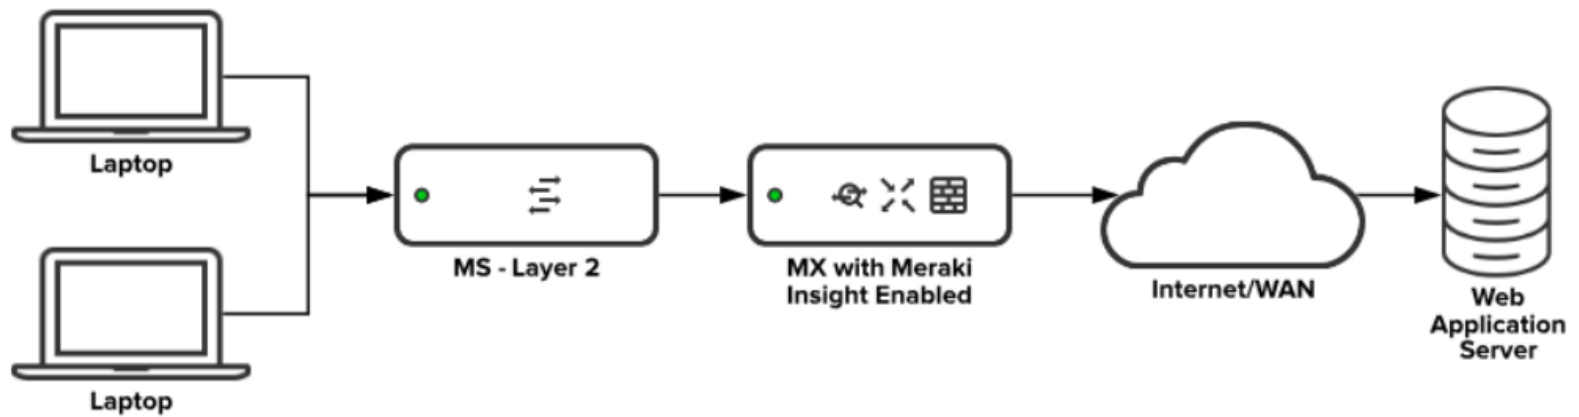 Laptop
MS - Layer 2
MX with Meraki
Insight Enabled
Internet/WAN
Web
Application
Server
Laptop